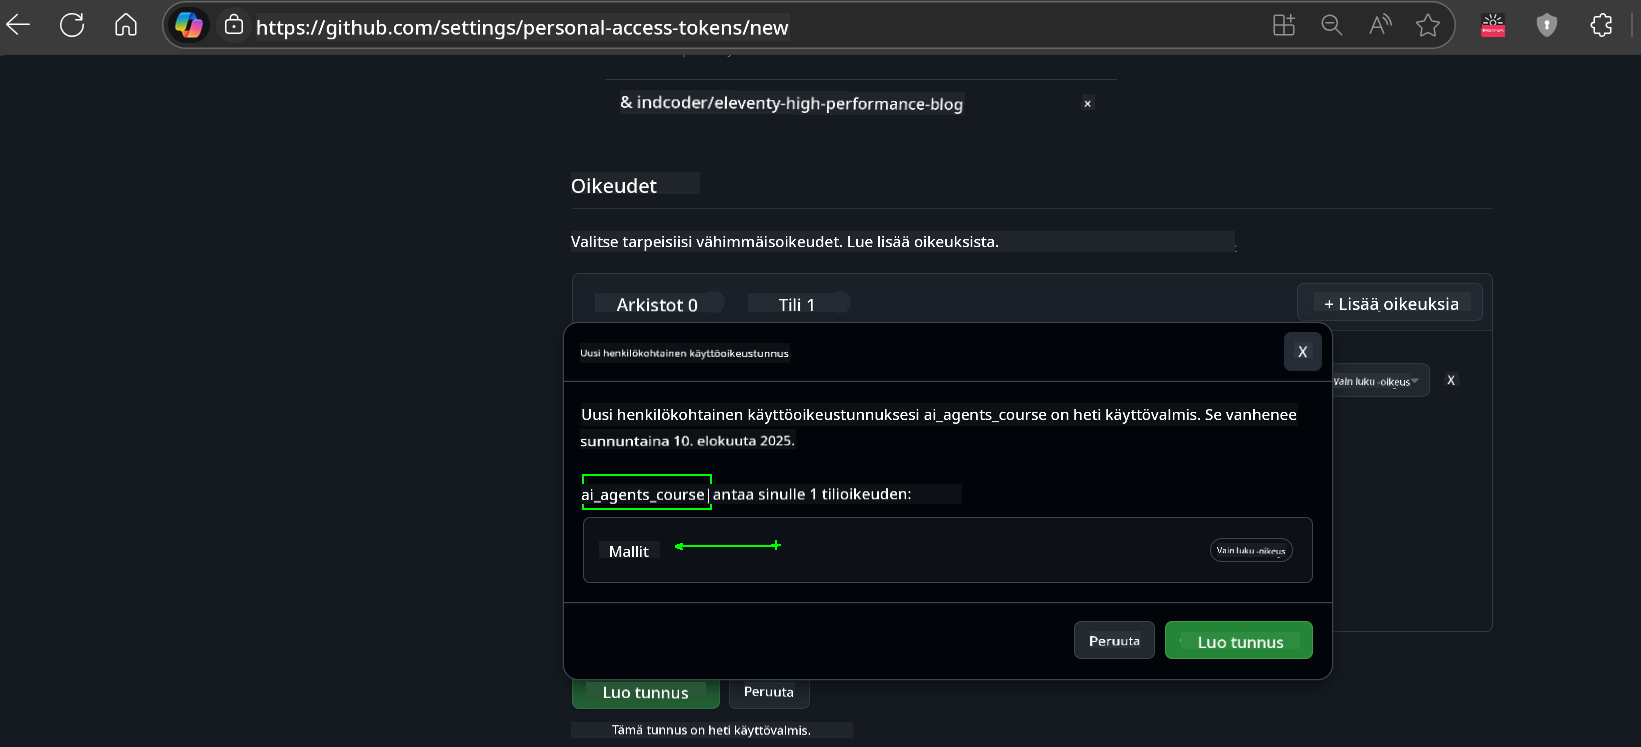 https://github.com/settings/personal-access-tokens/new
& indcoder/eleventy-high-performance-blog x
Oikeudet
Valitse tarpeisiisi vähimmäisoikeudet. Lue lisää oikeuksista.
Arkistot 0 Tili 1 + Lisää oikeuksia
Uusi henkilökohtainen käyttöoikeustunnus X
Vain luku -oikeus X
Uusi henkilökohtainen käyttöoikeustunnuksesi ai_agents_course on heti käyttövalmis. Se vanhenee
sunnuntaina 10. elokuuta 2025.
ai_agents_course antaa sinulle 1 tilioikeuden:
Mallit Vain luku -oikeus
Peruuta Luo tunnus
Luo tunnus Peruuta
Tämä tunnus on heti käyttövalmis.